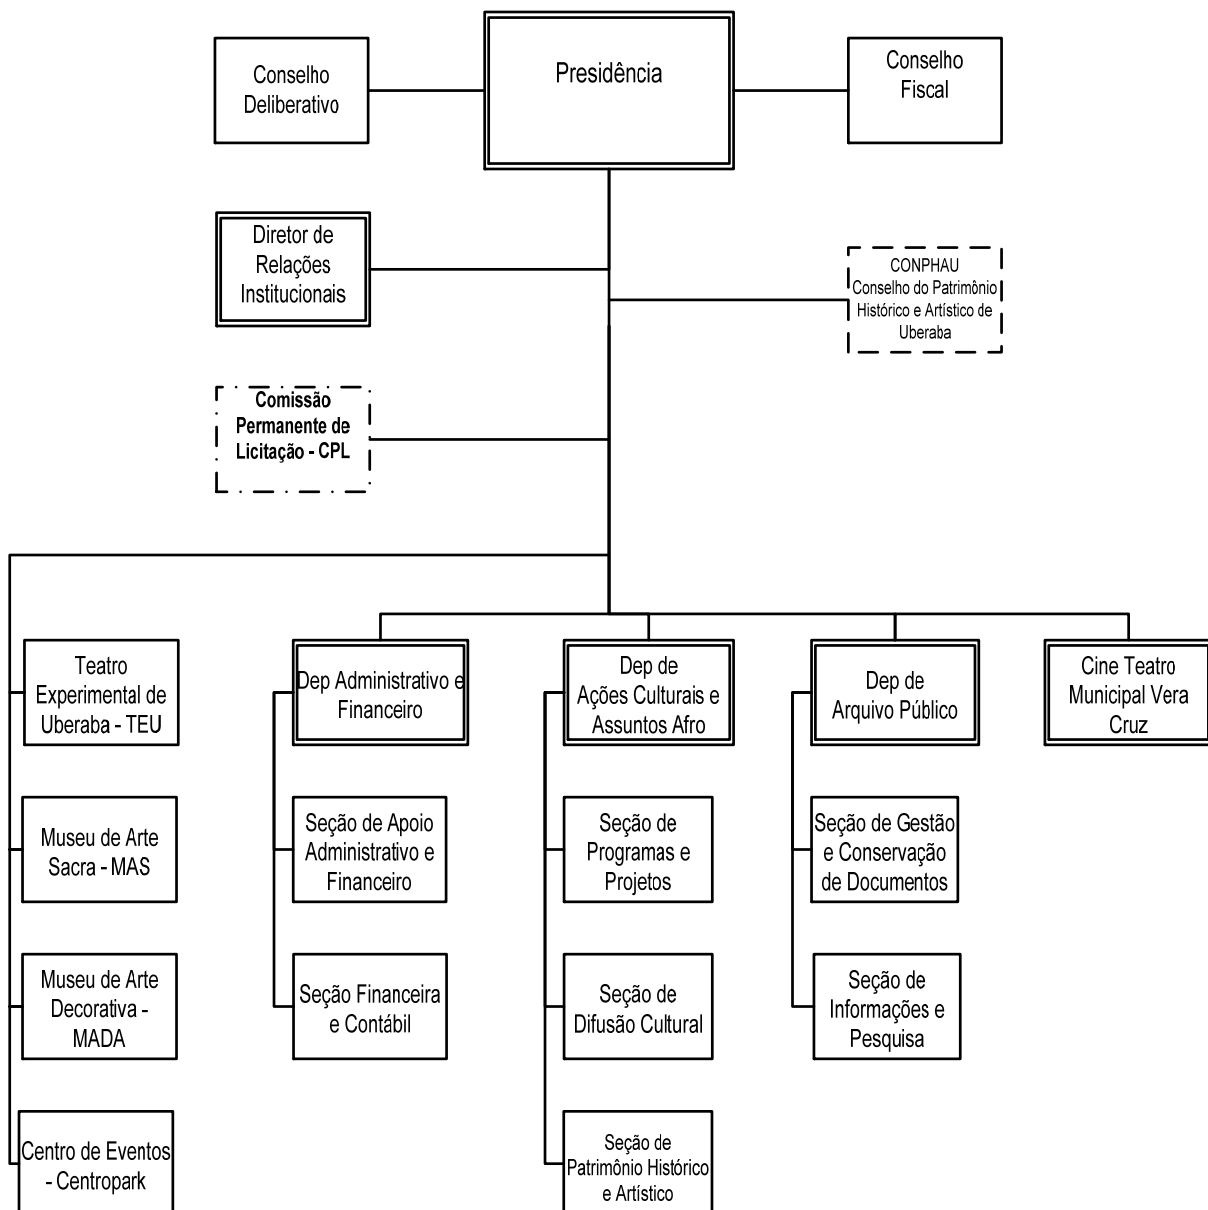 Conselho
Deliberativo
Presidência
Conselho
Fiscal
Diretor de
Relações
Institucionais
CONPHAU
Conselho do Patrimônio
Histórico e Artístico de
Uberaba
Comissão
Permanente de
Licitação - CPL
Teatro
Experimental de
Uberaba - TEU
Dep Administrativo e
Financeiro
Dep de
Ações Culturais e
Assuntos Afro
Dep de
Arquivo Público
Cine Teatro
Municipal Vera
Cruz
Museu de Arte
Sacra - MAS
Seção de Apoio
Administrativo e
Financeiro
Seção de
Programas e
Projetos
Seção de Gestão
e Conservação
de Documentos
Museu de Arte
Decorativa -
MADA
Seção Financeira
e Contábil
Seção de
Difusão Cultural
Seção de
Informações e
Pesquisa
Centro de Eventos
- Centropark
Seção de
Patrimônio Histórico
e Artístico